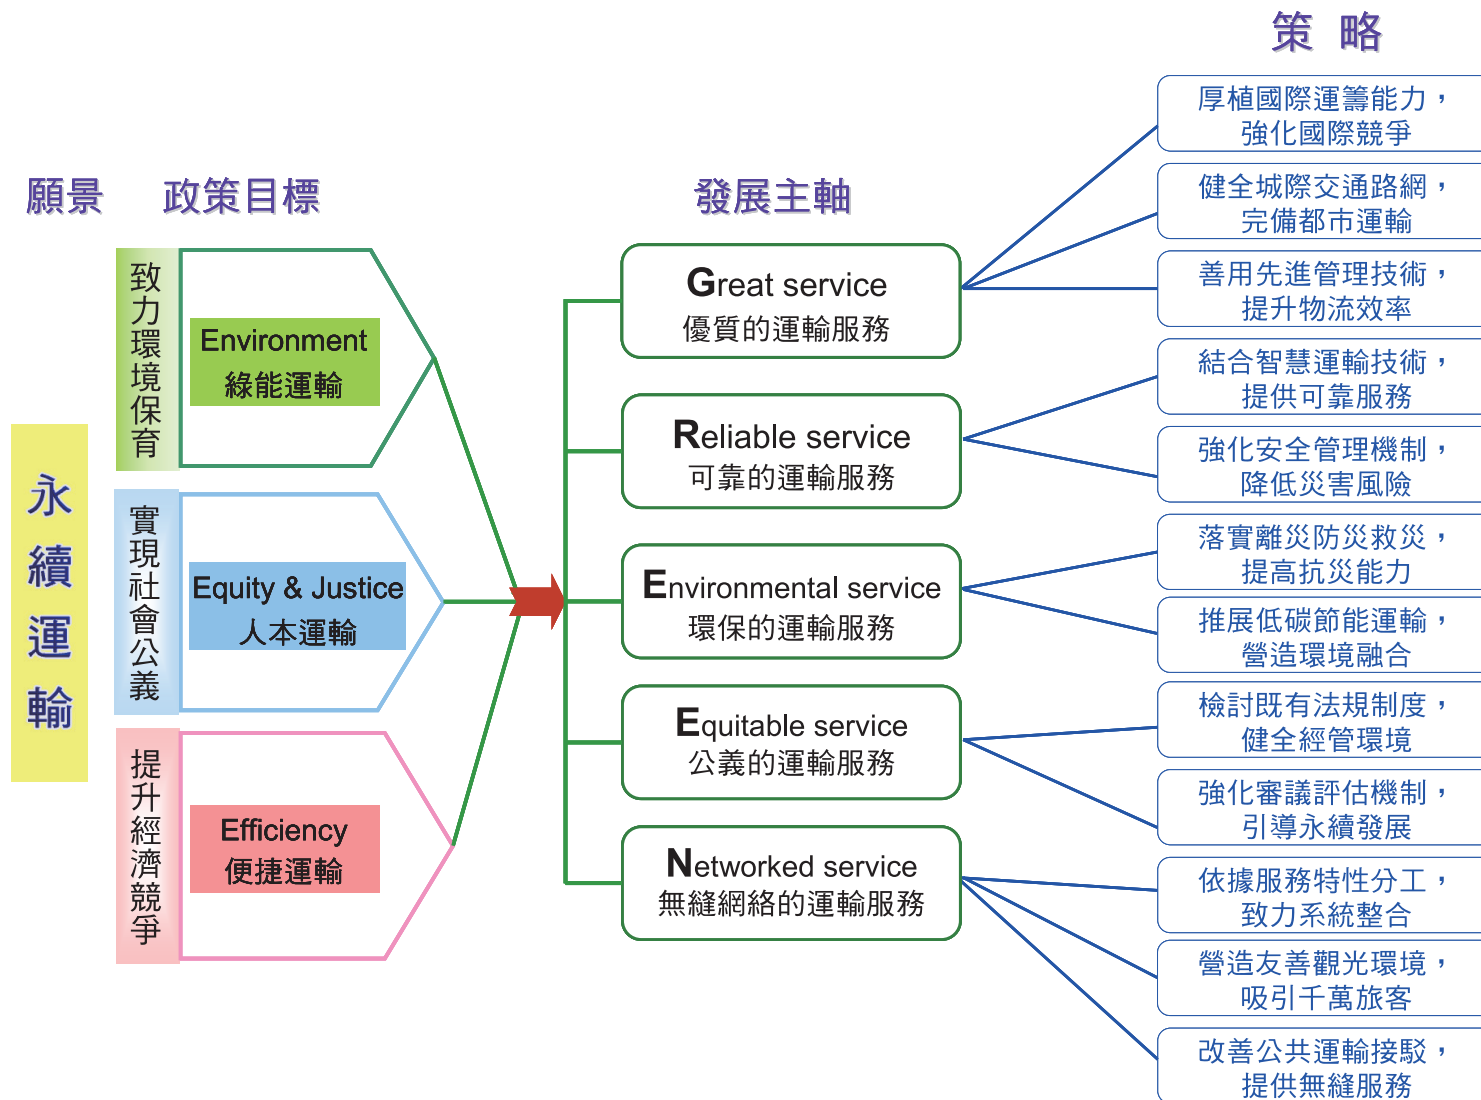 願景
政策目標
發展主軸
策 略
永續運輸
致力環境保育
Environment
綠能運輸
實現社會公義
Equity & Justice
人本運輸
提升經濟競爭
Efficiency
便捷運輸
Great service
優質的運輸服務
Reliable service
可靠的運輸服務
Environmental service
環保的運輸服務
Equitable service
公義的運輸服務
Networked service
無縫網絡的運輸服務
厚植國際運籌能力，
強化國際競爭
健全城際交通路網，
完備都市運輸
善用先進管理技術，
提升物流效率
結合智慧運輸技術，
提供可靠服務
強化安全管理機制，
降低災害風險
落實離災防災救災，
提高抗災能力
推展低碳節能運輸，
營造環境融合
檢討既有法規制度，
健全經管環境
強化審議評估機制，
引導永續發展
依據服務特性分工，
致力系統整合
營造友善觀光環境，
吸引千萬旅客
改善公共運輸接駁，
提供無縫服務